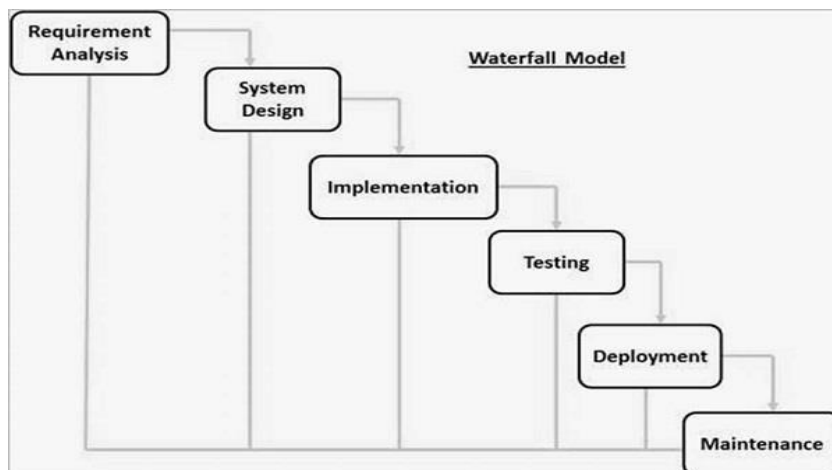 Requirement
Analysis
Waterfall Model
System
Design
Implementation
Testing
Deployment
Maintenance